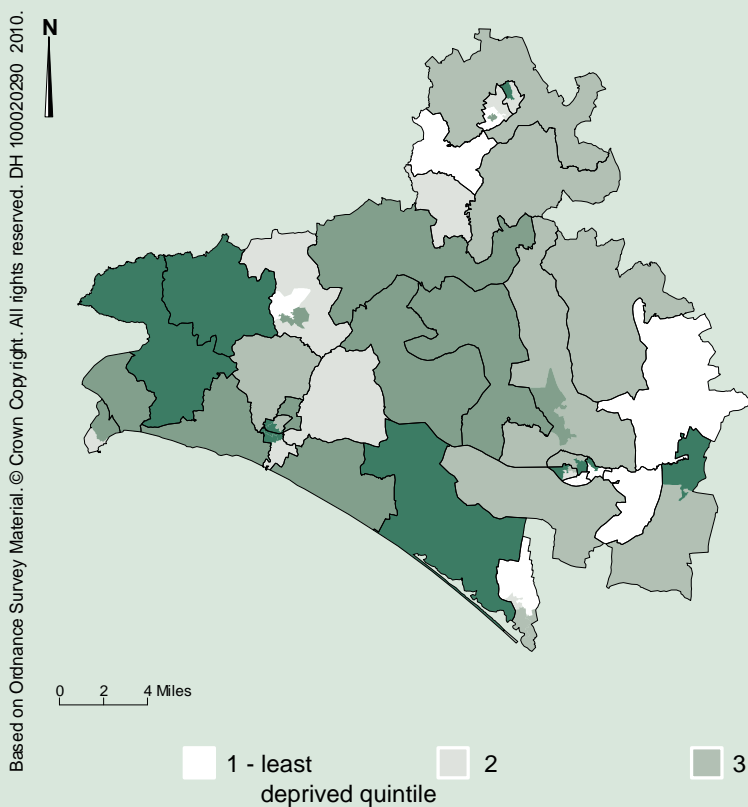 Based on Ordnance Survey Material. © Crown Copyright. All rights reserved. DH 100020290 2010.
N
0 2 4 Miles
1 - least
deprived quintile
2
3